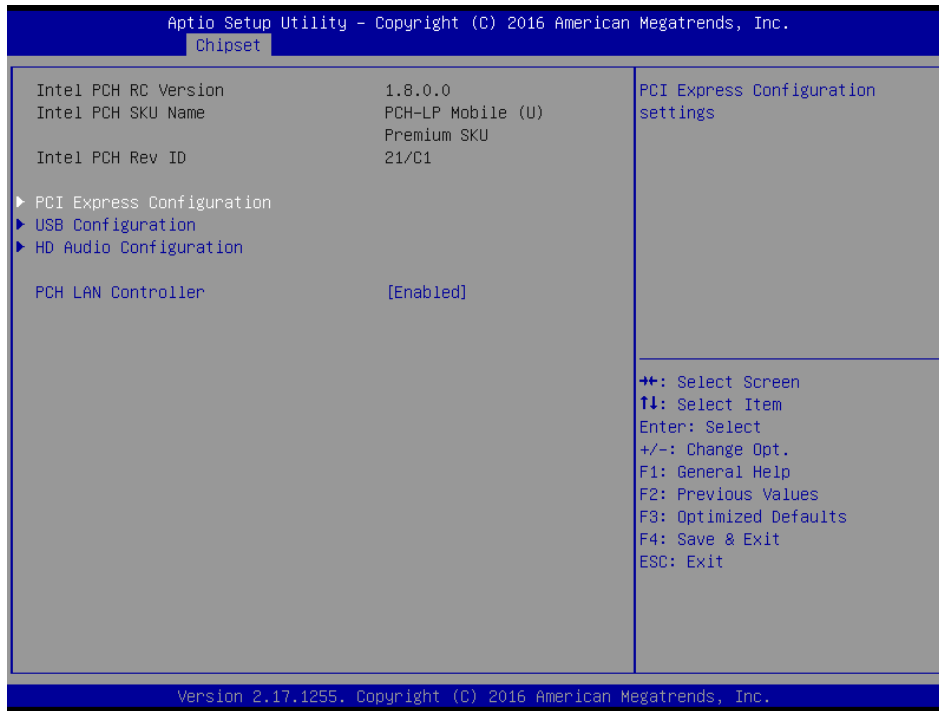 Aptio Setup Utility – Copyright (C) 2016 American Megatrends, Inc.
Chipset
Intel PCH RC Version 1.8.0.0
Intel PCH SKU Name PCH-LP Mobile (U)
Premium SKU
Intel PCH Rev ID 21/C1
▶ PCI Express Configuration
▶ USB Configuration
▶ HD Audio Configuration
PCH LAN Controller [Enabled]
PCI Express Configuration
settings
→←: Select Screen
↑↓: Select Item
Enter: Select
+/-: Change Opt.
F1: General Help
F2: Previous Values
F3: Optimized Defaults
F4: Save & Exit
ESC: Exit
Version 2.17.1255. Copyright (C) 2016 American Megatrends, Inc.